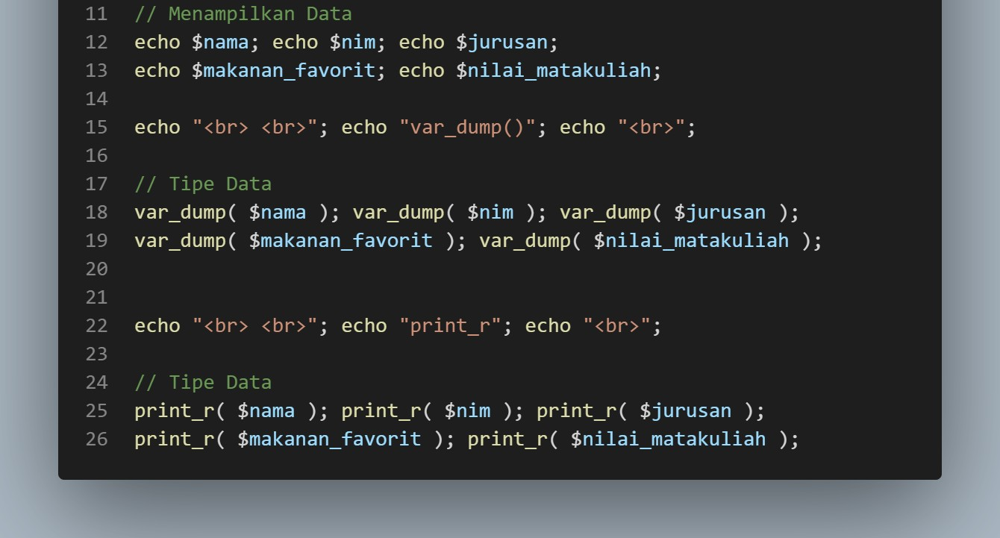 11 // Menampilkan Data
12 echo $nama; echo $nim; echo $jurusan;
13 echo $makanan_favorit; echo $nilai_matakuliah;
14
15 echo "<br> <br>"; echo "var_dump()"; echo "<br>";
16
17 // Tipe Data
18 var_dump( $nama ); var_dump( $nim ); var_dump( $jurusan );
19 var_dump( $makanan_favorit ); var_dump( $nilai_matakuliah );
20
21
22 echo "<br> <br>"; echo "print_r"; echo "<br>";
23
24 // Tipe Data
25 print_r( $nama ); print_r( $nim ); print_r( $jurusan );
26 print_r( $makanan_favorit ); print_r( $nilai_matakuliah );